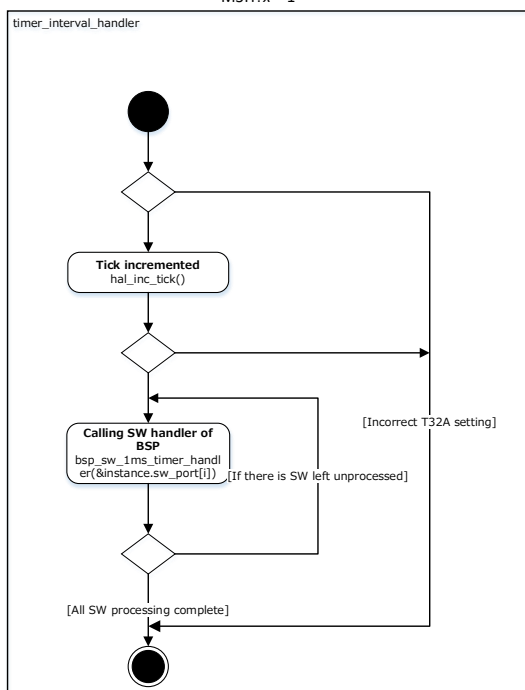 timer_interval_handler
Tick incremented
hal_inc_tick()
[Incorrect T32A setting]
Calling SW handler of
BSP
bsp_sw_1ms_timer_handl
er(&instance.sw_port[i])
[If there is SW left unprocessed]
[All SW processing complete]